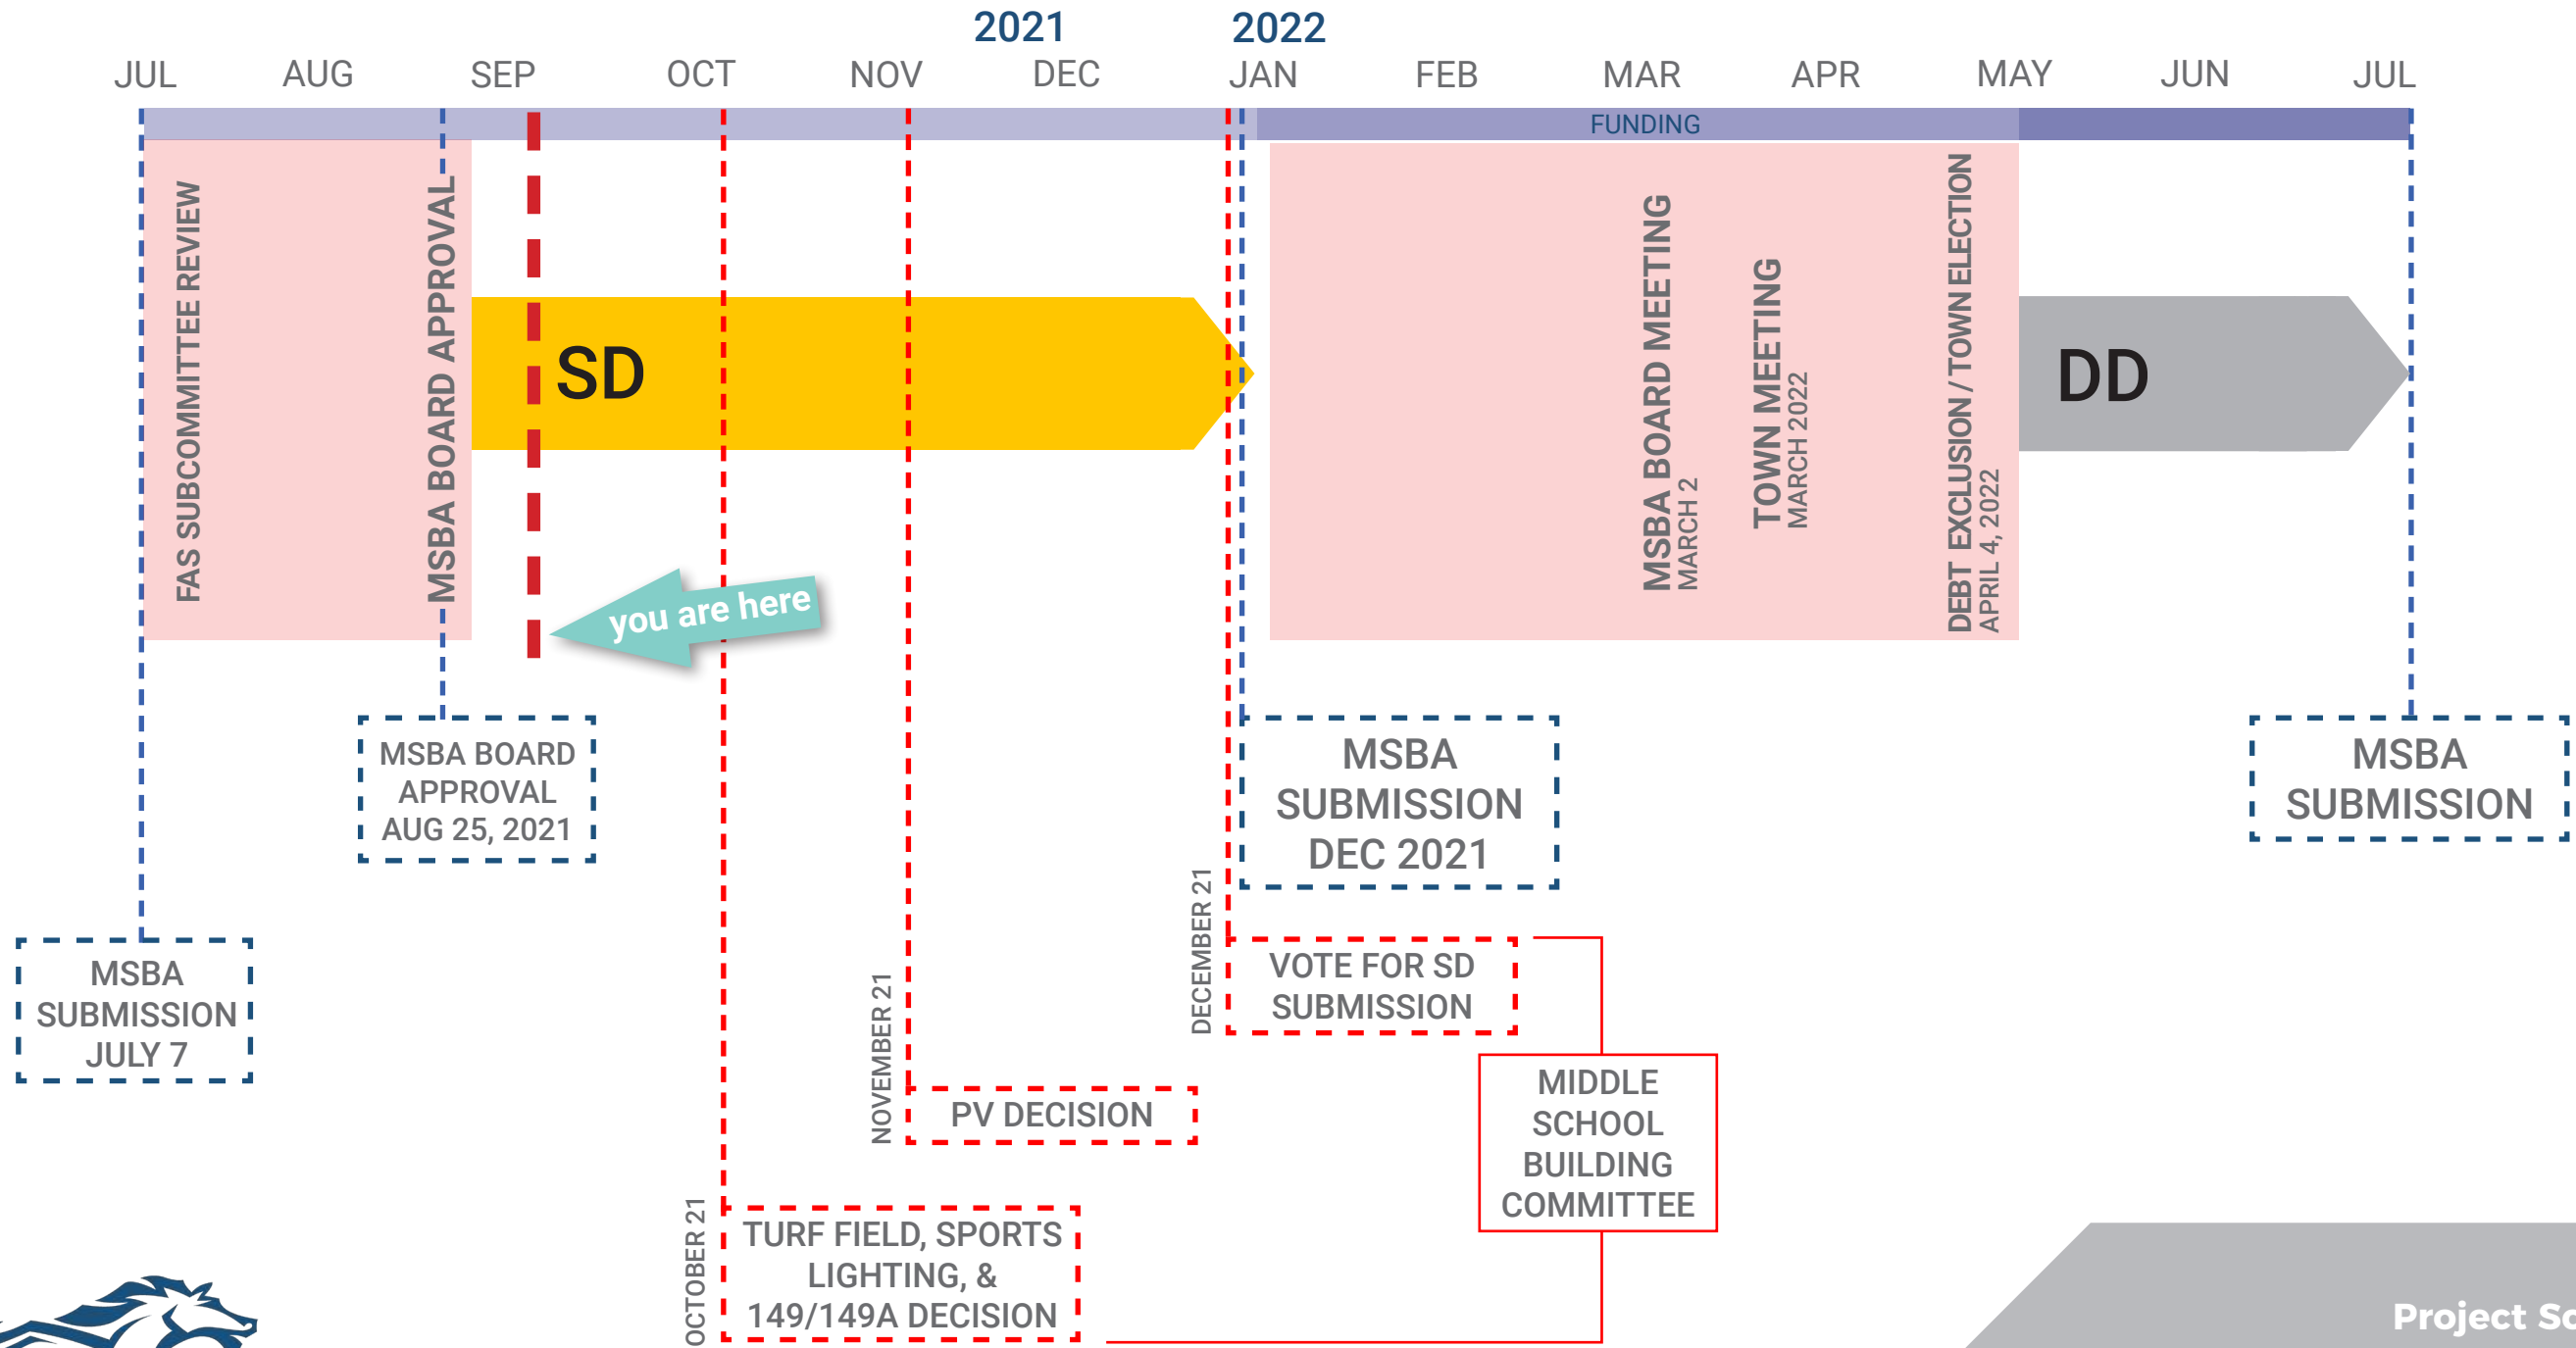 2021
2022
JUL
AUG
SEP
OCT
NOV
DEC
JAN
FEB
MAR
APR
MAY
JUN
JUL
FUNDING
FAS SUBCOMMITTEE REVIEW
MSBA BOARD APPROVAL
SD
you are here
MSBA BOARD MEETING
MARCH 2
TOWN MEETING
MARCH 2022
DEBT EXCLUSION / TOWN ELECTION
APRIL 4, 2022
DD
MSBA BOARD
APPROVAL
AUG 25, 2021
MSBA
SUBMISSION
DEC 2021
MSBA
SUBMISSION
MSBA
SUBMISSION
JULY 7
DECEMBER 21
VOTE FOR SD
SUBMISSION
NOVEMBER 21
PV DECISION
MIDDLE
SCHOOL
BUILDING
COMMITTEE
OCTOBER 21
TURF FIELD, SPORTS
LIGHTING, &
149/149A DECISION
Project